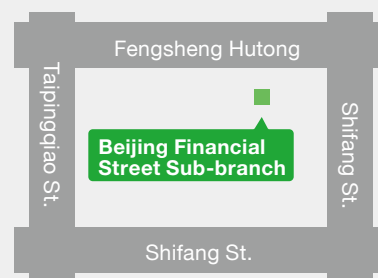 Fengsheng Hutong
Taipingqiao St.
Shifang St.
Beijing Financial
Street Sub-branch
Shifang St.